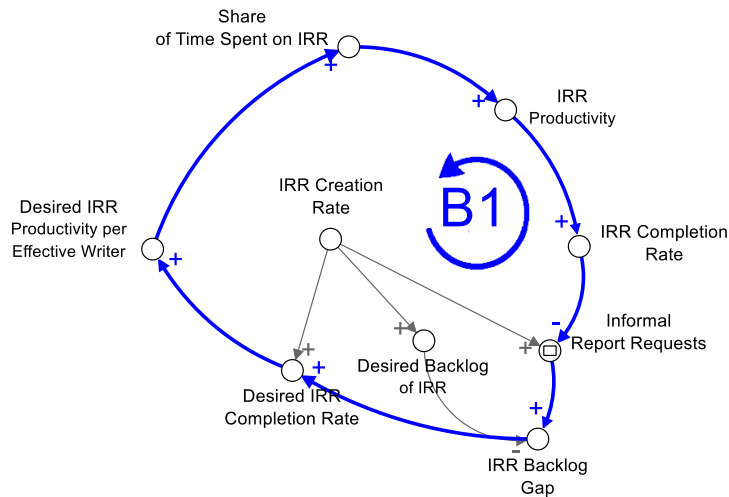 Share
of Time Spent on IRR
+
+
IRR
Productivity
IRR Creation
Rate
B1
Desired IRR
Productivity per
Effective Writer
+
+
IRR Completion
Rate
-
Informal
Report Requests
+
+
+
+
Desired Backlog
of IRR
Desired IRR
Completion Rate
+
-
IRR Backlog
Gap